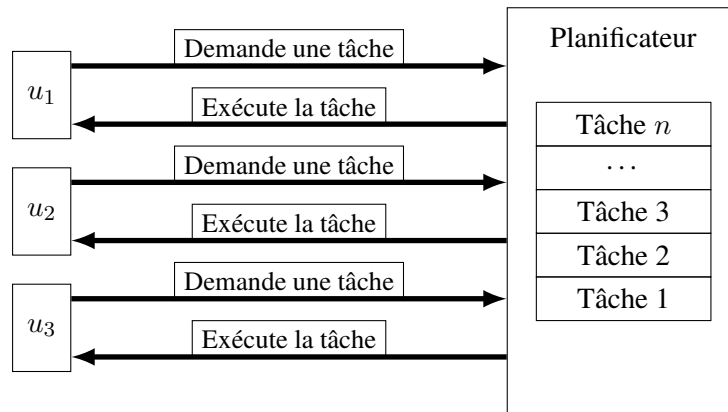 Demande une tâche
Planificateur
u₁
Exécute la tâche
Tâche n
Demande une tâche
...
u₂
Tâche 3
Exécute la tâche
Tâche 2
Demande une tâche
Tâche 1
u₃
Exécute la tâche